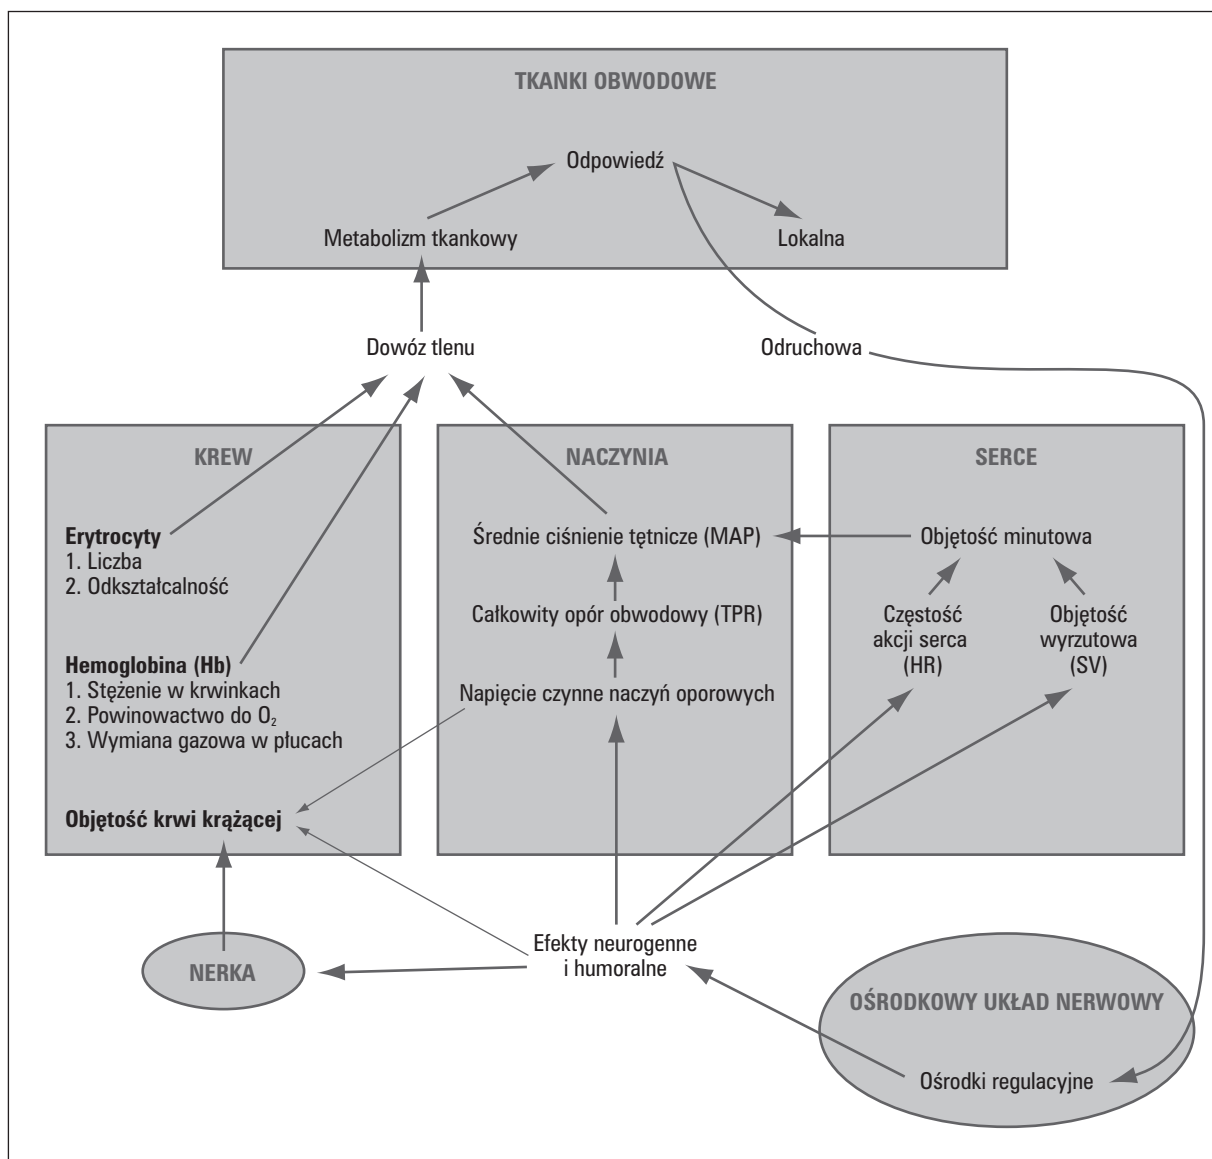 TKANKI OBWODOWE
Odpowiedź
Metabolizm tkankowy
Lokalna
Dowóz tlenu
Odruchowa
KREW
Erytrocyty
1. Liczba
2. Odkształcalność
Hemoglobina (Hb)
1. Stężenie w krwinkach
2. Powinowactwo do O₂
3. Wymiana gazowa w płucach
Objętość krwi krążącej
NACZYNIA
Średnie ciśnienie tętnicze (MAP)
Całkowity opór obwodowy (TPR)
Napięcie czynne naczyń oporowych
SERCE
Objętość minutowa
Częstość
akcji serca
(HR)
Objętość
wyrzutowa
(SV)
Efekty neurogenne
i humoralne
NERKA
OŚRODKOWY UKŁAD NERWOWY
Ośrodki regulacyjne